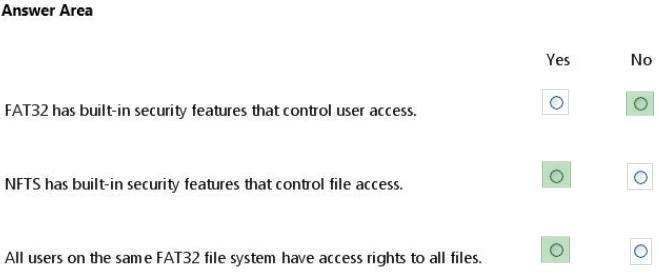 Answer Area
Yes No
FAT32 has built-in security features that control user access.
NFTS has built-in security features that control file access.
All users on the same FAT32 file system have access rights to all files.